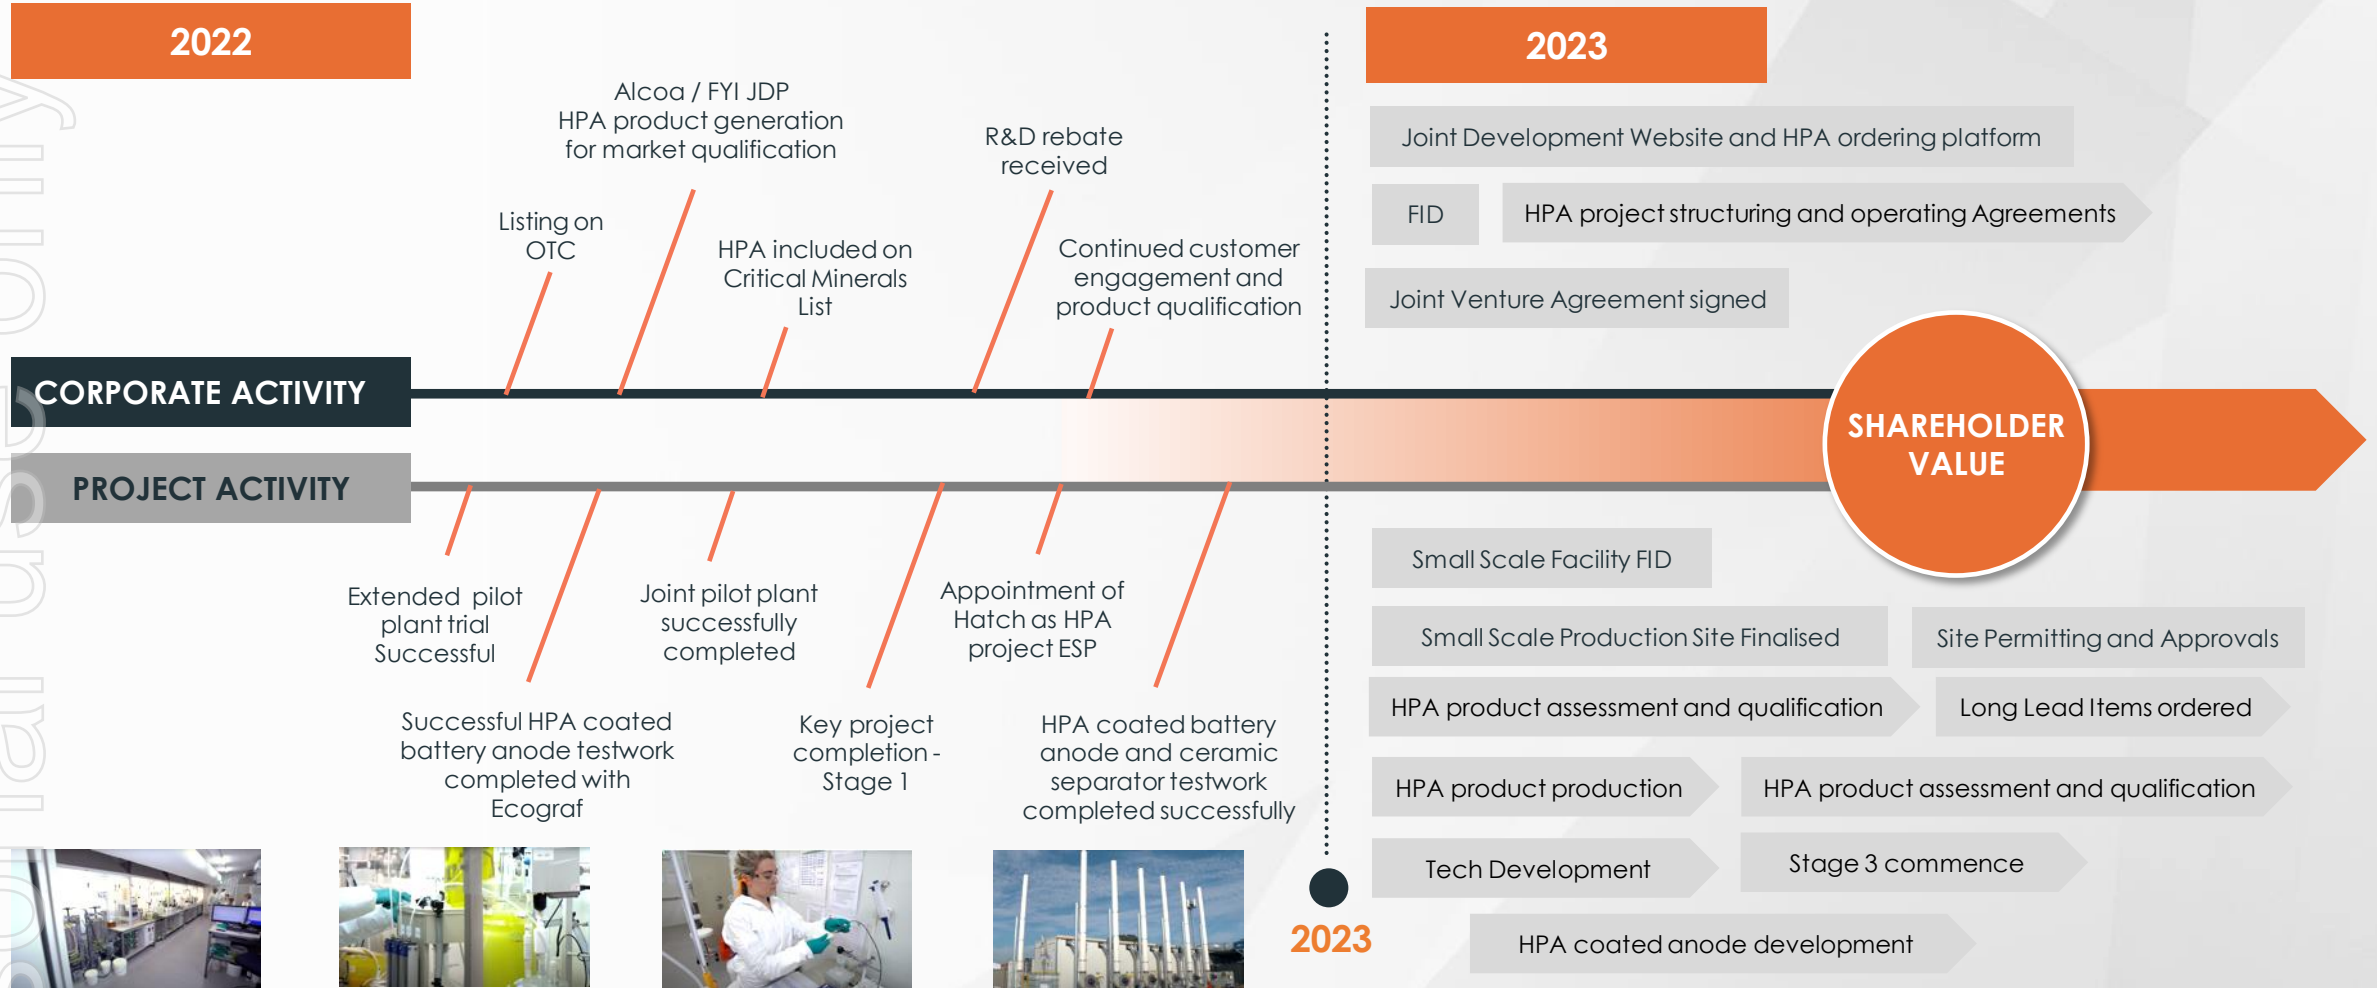 2022
2023
Alcoa / FYI JDP
HPA product generation
for market qualification
R&D rebate
received
Listing on
OTC
HPA included on
Critical Minerals
List
Continued customer
engagement and
product qualification
Joint Development Website and HPA ordering platform
FID
HPA project structuring and operating Agreements
Joint Venture Agreement signed
CORPORATE ACTIVITY
PROJECT ACTIVITY
SHAREHOLDER
VALUE
Extended pilot
plant trial
Successful
Joint pilot plant
successfully
completed
Appointment of
Hatch as HPA
project ESP
Successful HPA coated
battery anode testwork
completed with
Ecograf
Key project
completion -
Stage 1
HPA coated battery
anode and ceramic
separator testwork
completed successfully
Small Scale Facility FID
Small Scale Production Site Finalised
Site Permitting and Approvals
HPA product assessment and qualification
Long Lead Items ordered
HPA product production
HPA product assessment and qualification
Tech Development
Stage 3 commence
HPA coated anode development
2023
use only